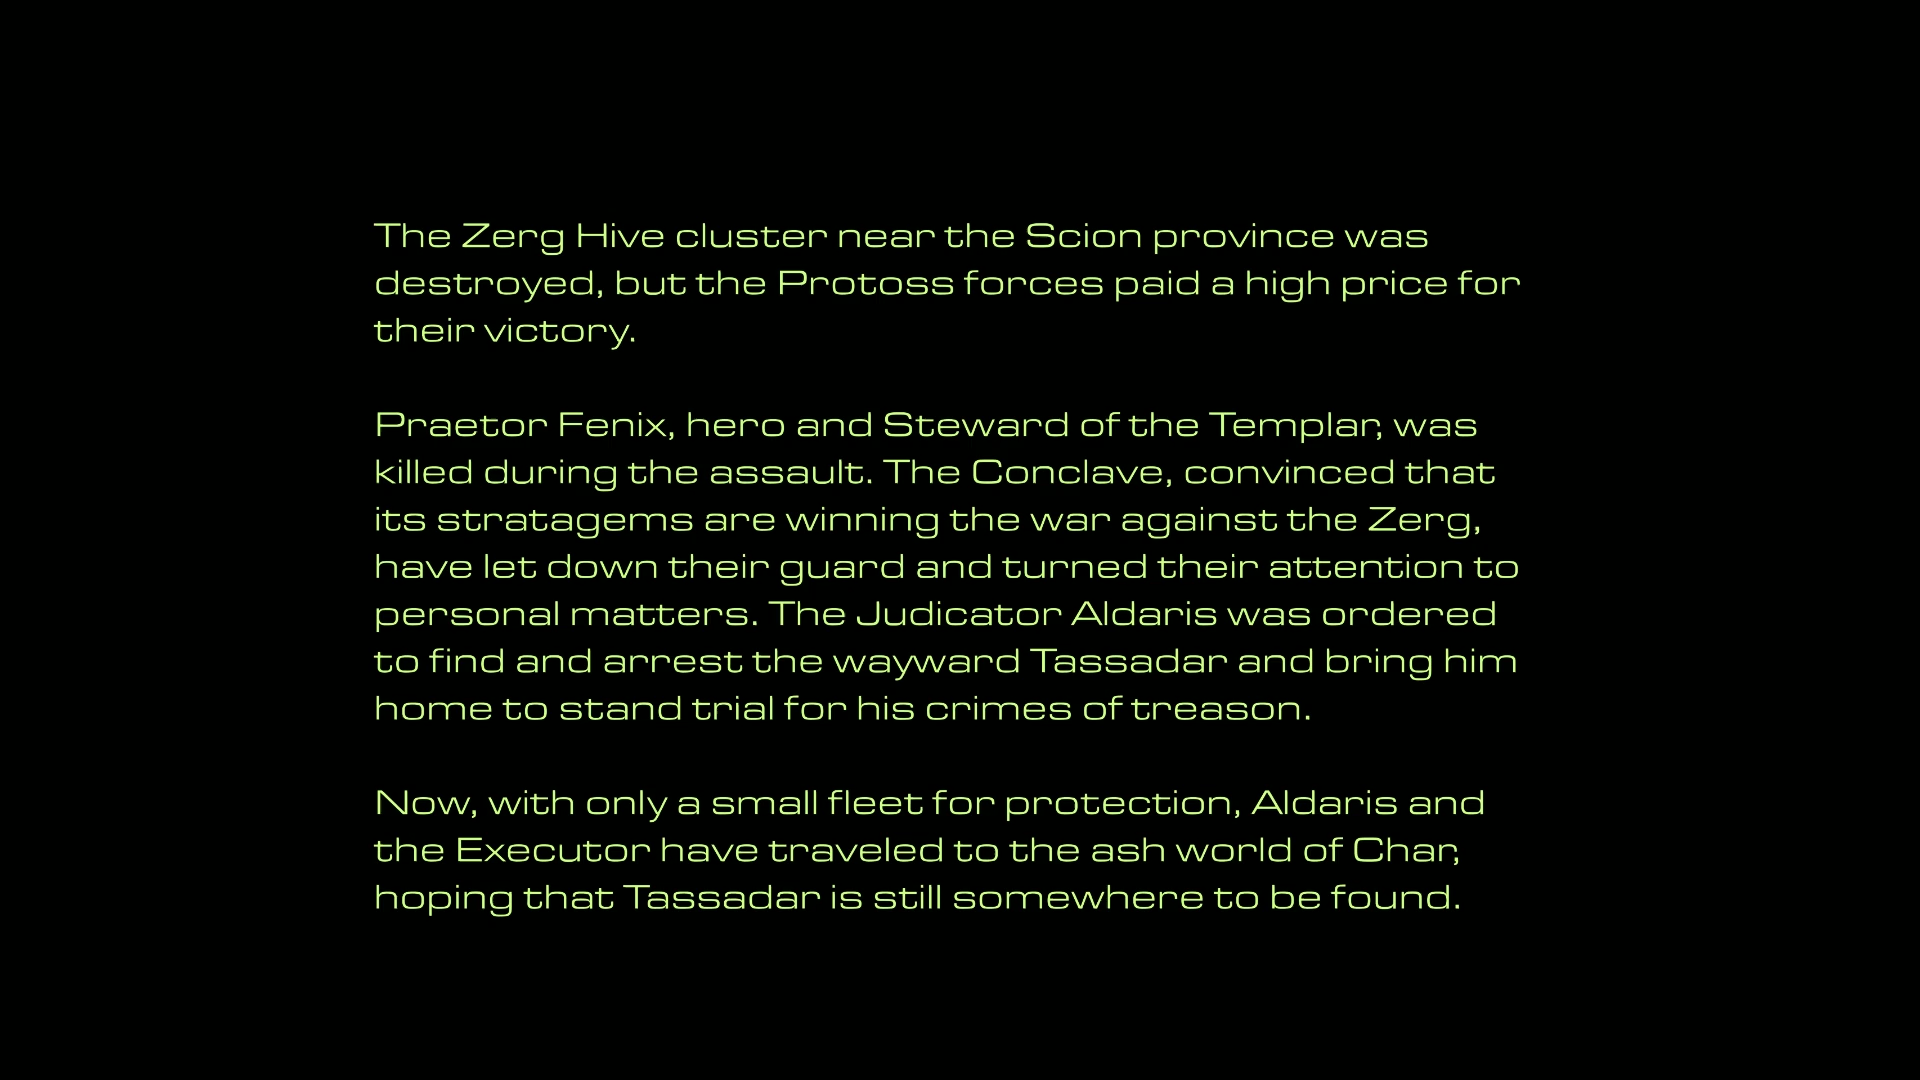 The Zerg Hive cluster near the Scion province was
destroyed, but the Protoss forces paid a high price for
their victory.
Praetor Fenix, hero and Steward of the Templar, was
killed during the assault. The Conclave, convinced that
its stratagems are winning the war against the Zerg,
have let down their guard and turned their attention to
personal matters. The Judicator Aldaris was ordered
to find and arrest the wayward Tassadar and bring him
home to stand trial for his crimes of treason.
Now, with only a small fleet for protection, Aldaris and
the Executor have traveled to the ash world of Char,
hoping that Tassadar is still somewhere to be found.